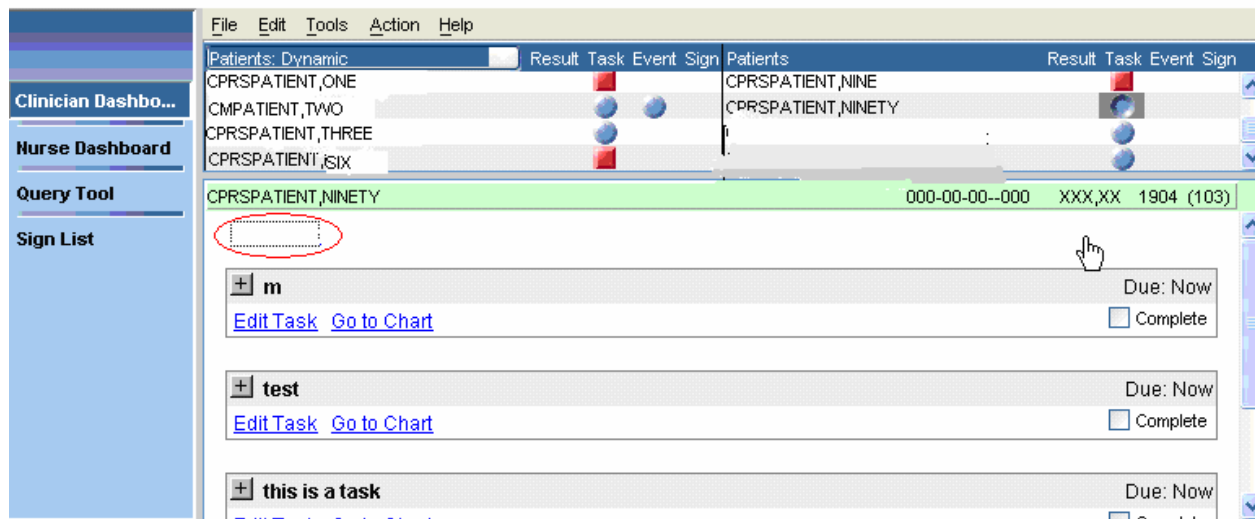 File Edit Tools Action Help
Patients: Dynamic Result Task Event Sign Patients Result Task Event Sign
CPRSPATIENT,ONE CPRSPATIENT,NINE
CMPATIENT,TWO CPRSPATIENT,NINETY
CPRSPATIENT,THREE
CPRSPATIENT,SIX
Clinician Dashbo...
Nurse Dashboard
Query Tool
Sign List
CPRSPATIENT,NINETY 000-00-00--000 XXX,XX 1904 (103)
m Due: Now
Edit Task Go to Chart Complete
test Due: Now
Edit Task Go to Chart Complete
this is a task Due: Now